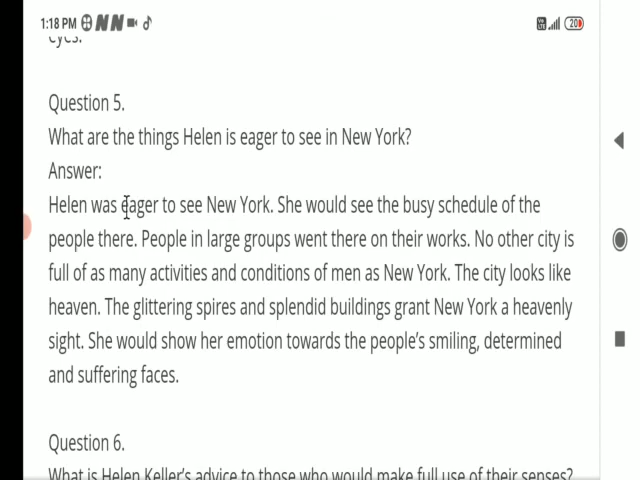 1:18 PM
20
eyes.
Question 5.
What are the things Helen is eager to see in New York?
Answer:
Helen was eager to see New York. She would see the busy schedule of the
people there. People in large groups went there on their works. No other city is
full of as many activities and conditions of men as New York. The city looks like
heaven. The glittering spires and splendid buildings grant New York a heavenly
sight. She would show her emotion towards the people's smiling, determined
and suffering faces.
Question 6.
What is Helen Keller's advice to those who would make full use of their senses?